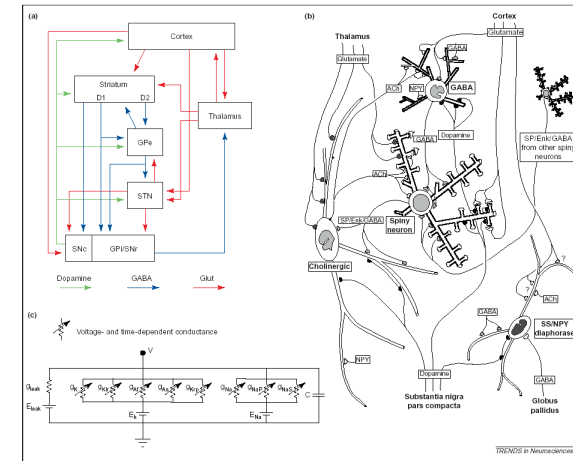 (a)
Cortex
Striatum
D1 D2
Thalamus
GPe
STN
SNc GPi/SNr
Dopamine GABA Glut
(b)
Thalamus
Cortex
Glutamate
Glutamate
GABA
ACh
NPY
GABA
Dopamine
GABA
SP/Enk/GABA
from other spiny
neurons
ACh
SP/Esk/GABA
Spiny
neuron
Cholinergic
?
?
ACh
GABA
SS/NPY
diaphorase
NPY
Dopamine
GABA
Substantia nigra
pars compacta
Globus
pallidus
(c)
Voltage- and time-dependent conductance
V
gleak
gK gKir gAf gAs gKrp gNa gNaP gNaS C
Eleak
Ek
ENa
TRENDS in Neurosciences